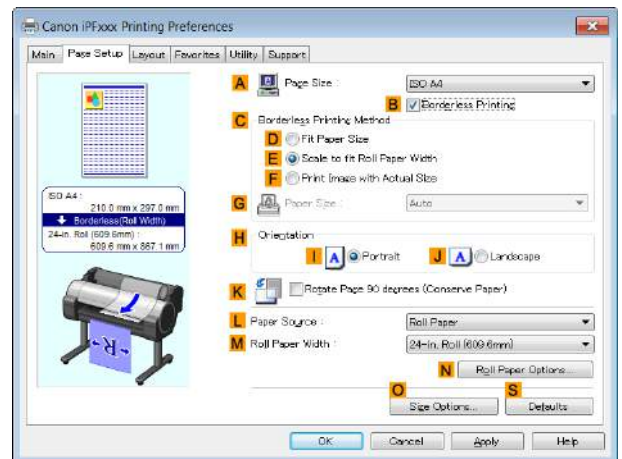 Canon iPFxxx Printing Preferences
Main Page Setup Layout Favorites Utility Support
A Page Size : ISO A4
B Borderless Printing
C Borderless Printing Method
D Fit Paper Size
E Scale to fit Roll Paper Width
F Print Image with Actual Size
ISO A4 :
210.0 mm x 297.0 mm
Borderless(Roll Width)
24-in. Roll (609.6mm) :
609.6 mm x 867.1 mm
G Paper Size : Auto
H Orientation
I A Portrait J A Landscape
K Rotate Page 90 degrees (Conserve Paper)
L Paper Source : Roll Paper
M Roll Paper Width : 24-in. Roll (609.6mm)
N Roll Paper Options...
O S
Size Options... Defaults
R
OK Cancel Apply Help